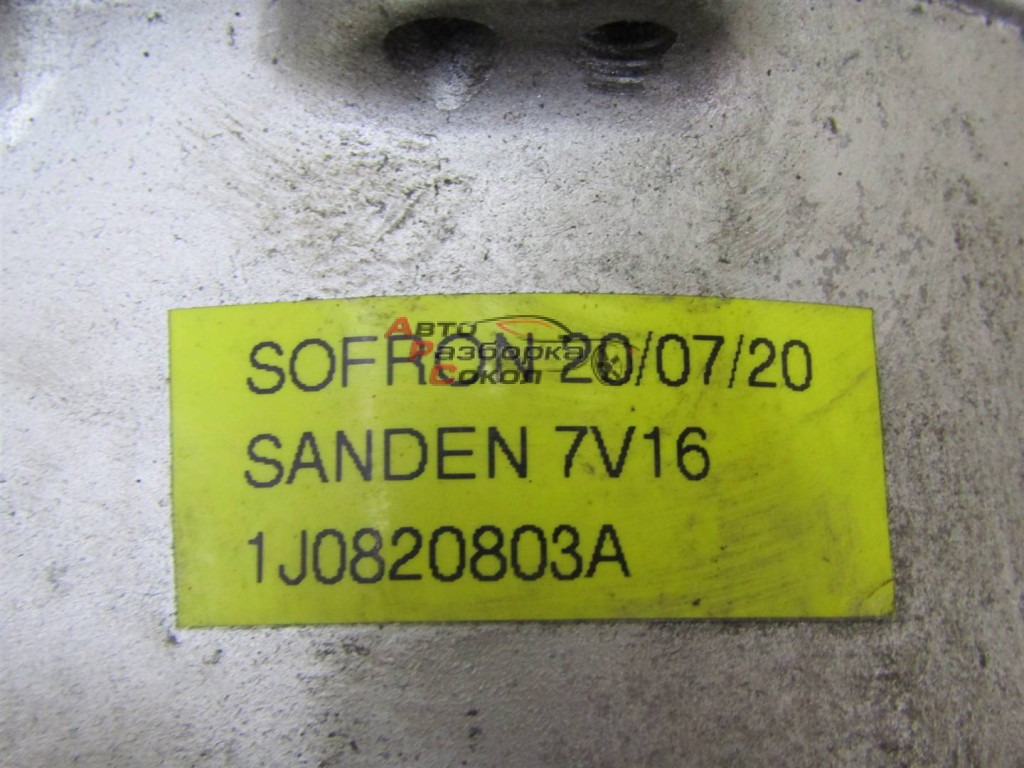 SOFRON 20/07/20
Авто
Разборка
Сокол
SANDEN 7V16
1J0820803A